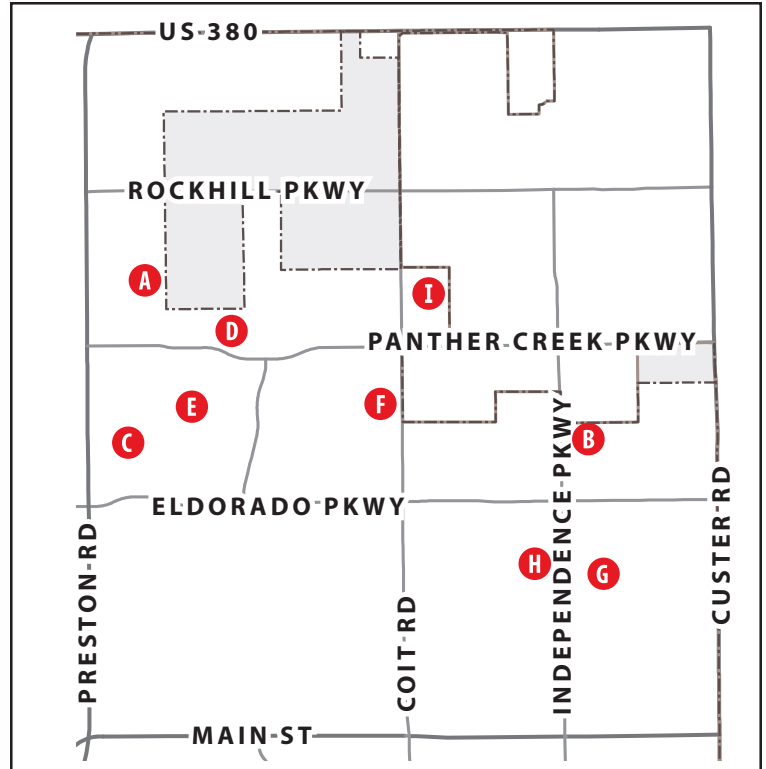 US-380
ROCKHILL PKWY
A
I
D
PANTHER CREEK PKWY
E
F
C
B
ELDORADO PKWY
INDEPENDENCE PKWY
CUSTER RD
PRESTON RD
H
G
COIT RD
MAIN ST